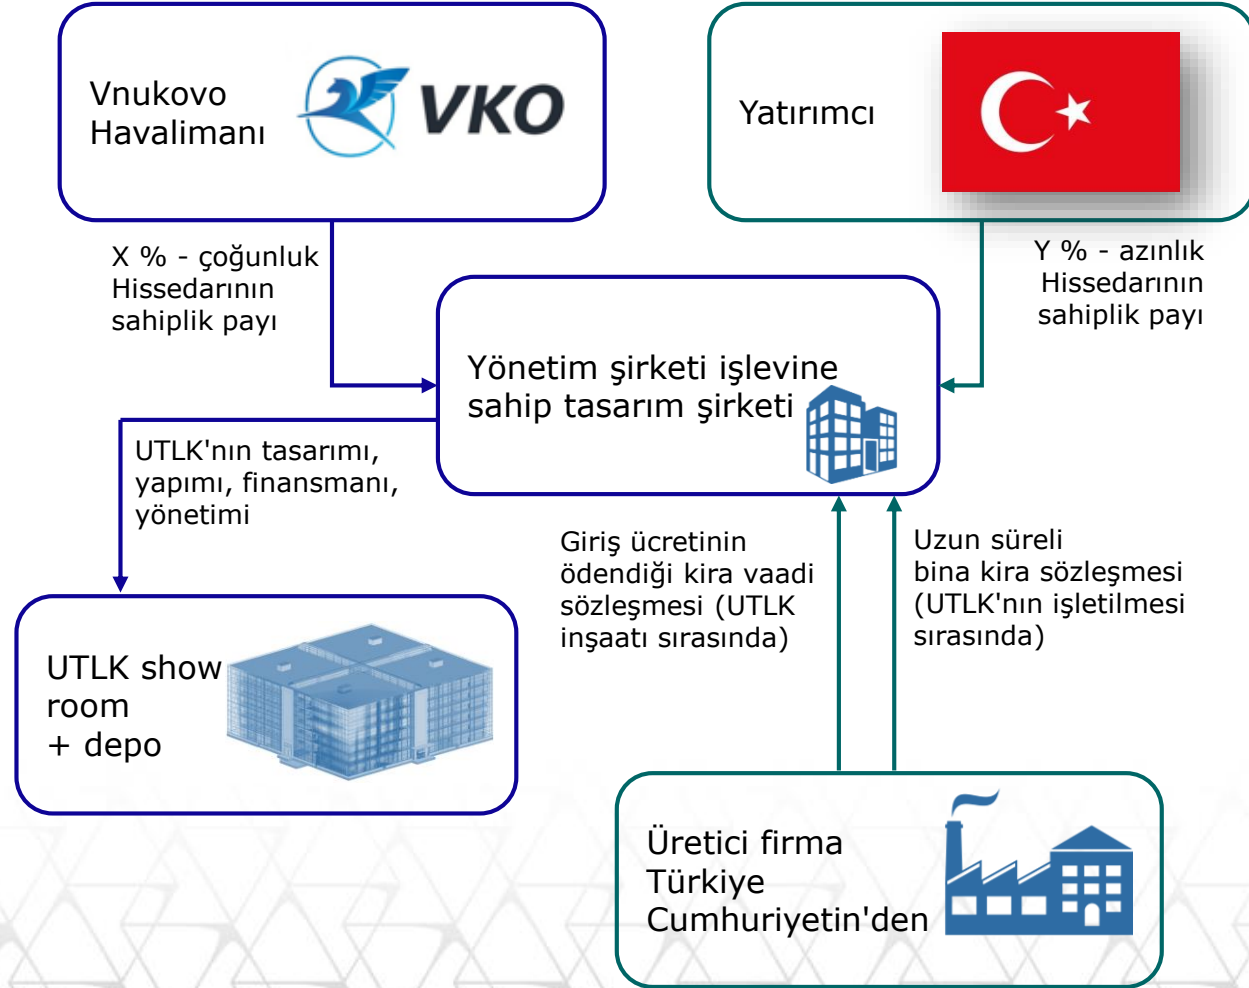 Vnukovo
Havalimanı
VKO
Yatırımcı
X % - çoğunluk
Hissedarının
sahiplik payı
Y % - azınlık
Hissedarının
sahiplik payı
Yönetim şirketi işlevine
sahip tasarım şirketi
UTLK'nın tasarımı,
yapımı, finansmanı,
yönetimi
Giriş ücretinin
ödendiği kira vaadi
sözleşmesi (UTLK
inşaatı sırasında)
Uzun süreli
bina kira sözleşmesi
(UTLK'nın işletilmesi
sırasında)
UTLK show
room
+ depo
Üretici firma
Türkiye
Cumhuriyetin'den